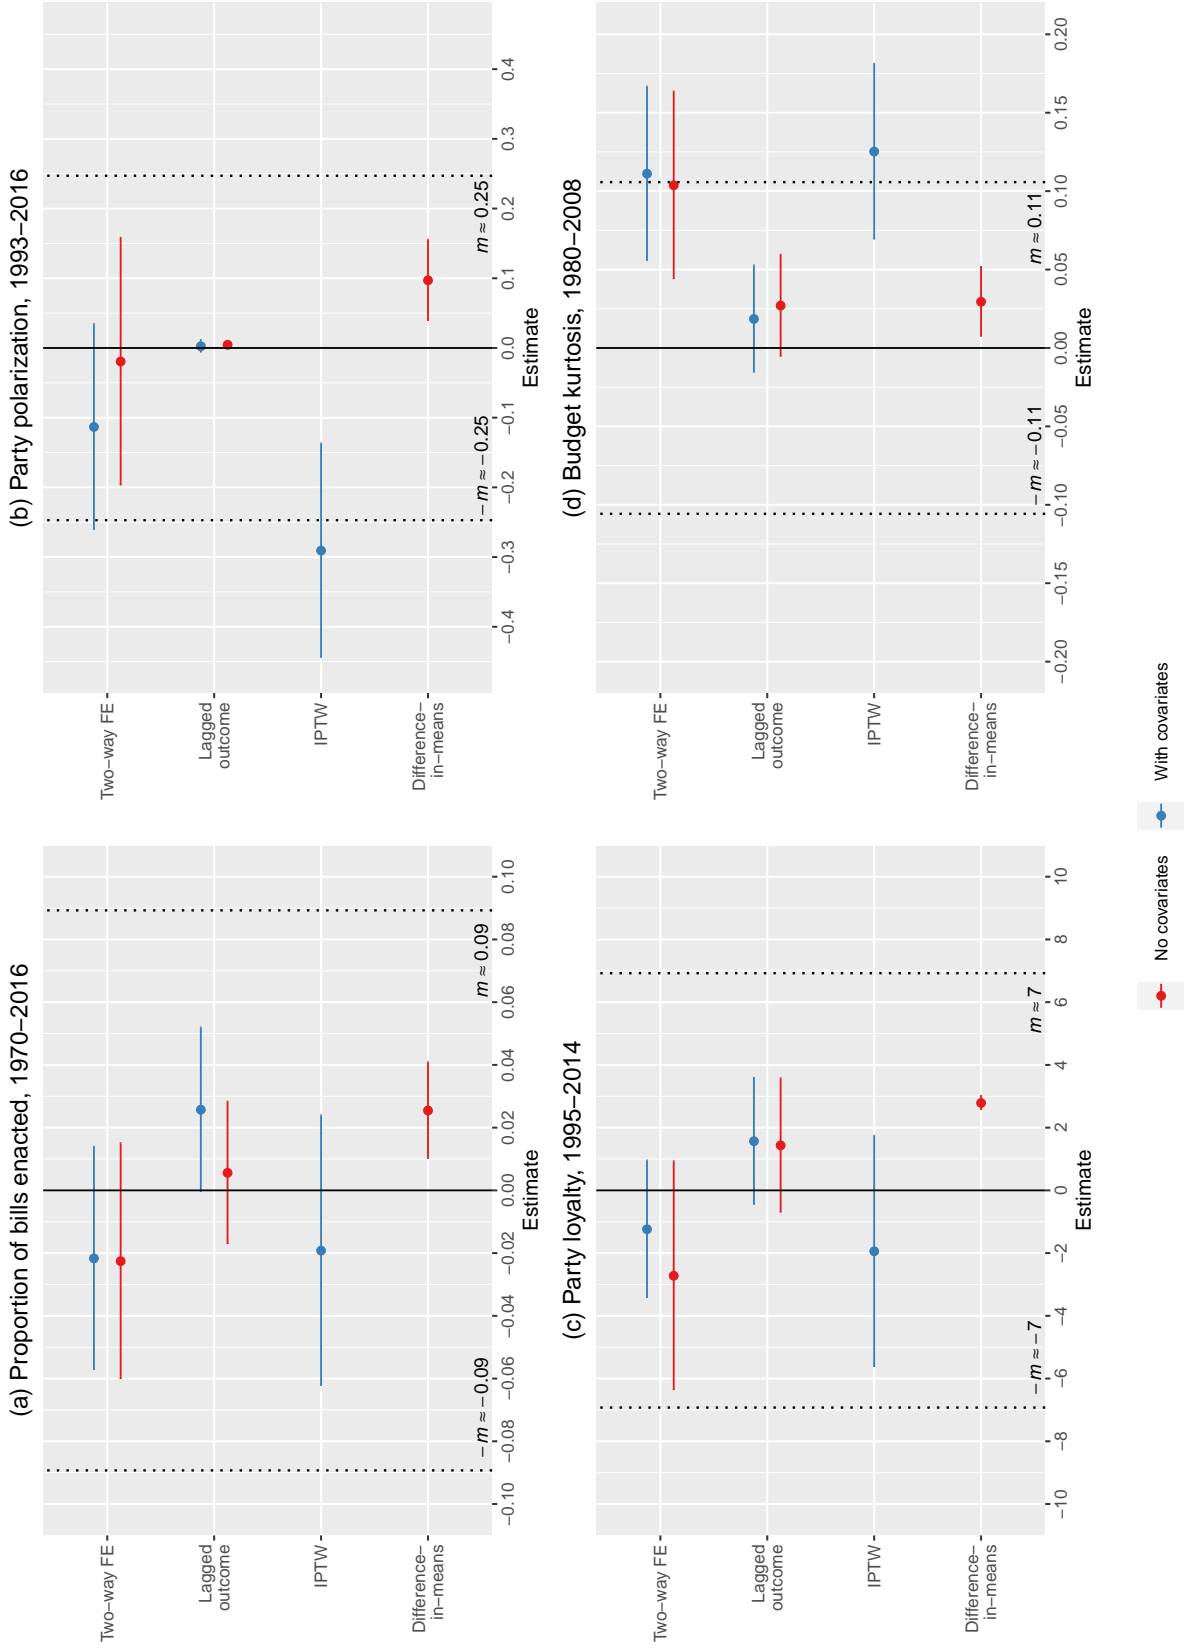 (a) Proportion of bills enacted, 1970–2016
Two−way FE
Lagged
outcome
IPTW
Difference−
in−means
−m ≈ −0.09
m ≈ 0.09
−0.10 −0.08 −0.06 −0.04 −0.02 0.00 0.02 0.04 0.06 0.08 0.10
Estimate
(b) Party polarization, 1993–2016
Two−way FE
Lagged
outcome
IPTW
Difference−
in−means
−m ≈ −0.25
m ≈ 0.25
−0.4 −0.3 −0.2 −0.1 0.0 0.1 0.2 0.3 0.4
Estimate
(c) Party loyalty, 1995–2014
Two−way FE
Lagged
outcome
IPTW
Difference−
in−means
−m ≈ −7
m ≈ 7
−10 −8 −6 −4 −2 0 2 4 6 8 10
Estimate
(d) Budget kurtosis, 1980–2008
Two−way FE
Lagged
outcome
IPTW
Difference−
in−means
−m ≈ −0.11
m ≈ 0.11
−0.20 −0.15 −0.10 −0.05 0.00 0.05 0.10 0.15 0.20
Estimate
No covariates
With covariates